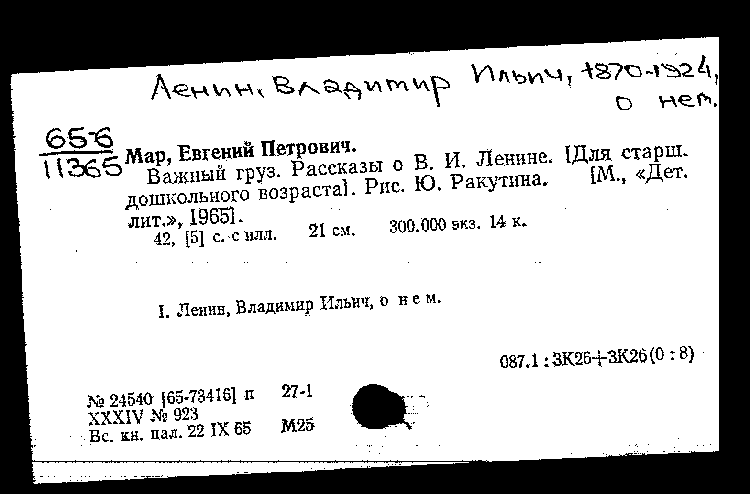 Ленин, Владимир Ильич, 1870-1924,
о нем.
65-6
11365
Мар, Евгений Петрович.
Важный груз. Рассказы о В. И. Ленине. [Для старш.
дошкольного возраста]. Рис. Ю. Ракутина. [М., «Дет.
лит.», 1965].
42, [5] с. с илл. 21 см. 300.000 экз. 14 к.
I. Ленин, Владимир Ильич, о нем.
087.1 : 3К26+3К26(0 : 8)
№ 24540 [65-73416] п 27-1
XXXIV № 923
Вс. кн. пал. 22 IX 65 М25